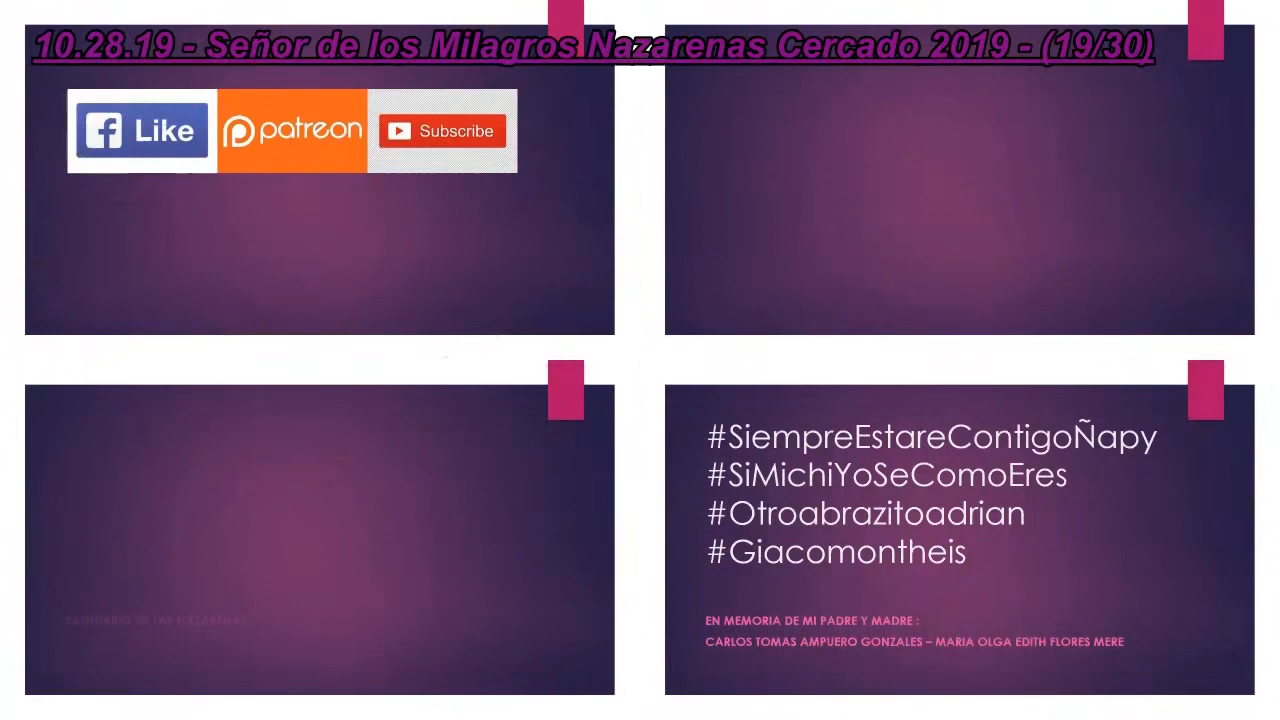 10.28.19 - Señor de los Milagros Nazarenas Cercado 2019 - (19/30)
Like
patreon
Subscribe
#SiempreEstareContigoÑapy
#SiMichiYoSeComoEres
#Otroabrazitoadrian
#Giacomontheis
EN MEMORIA DE MI PADRE Y MADRE :
CARLOS TOMAS AMPUERO GONZALES – MARIA OLGA EDITH FLORES MERE